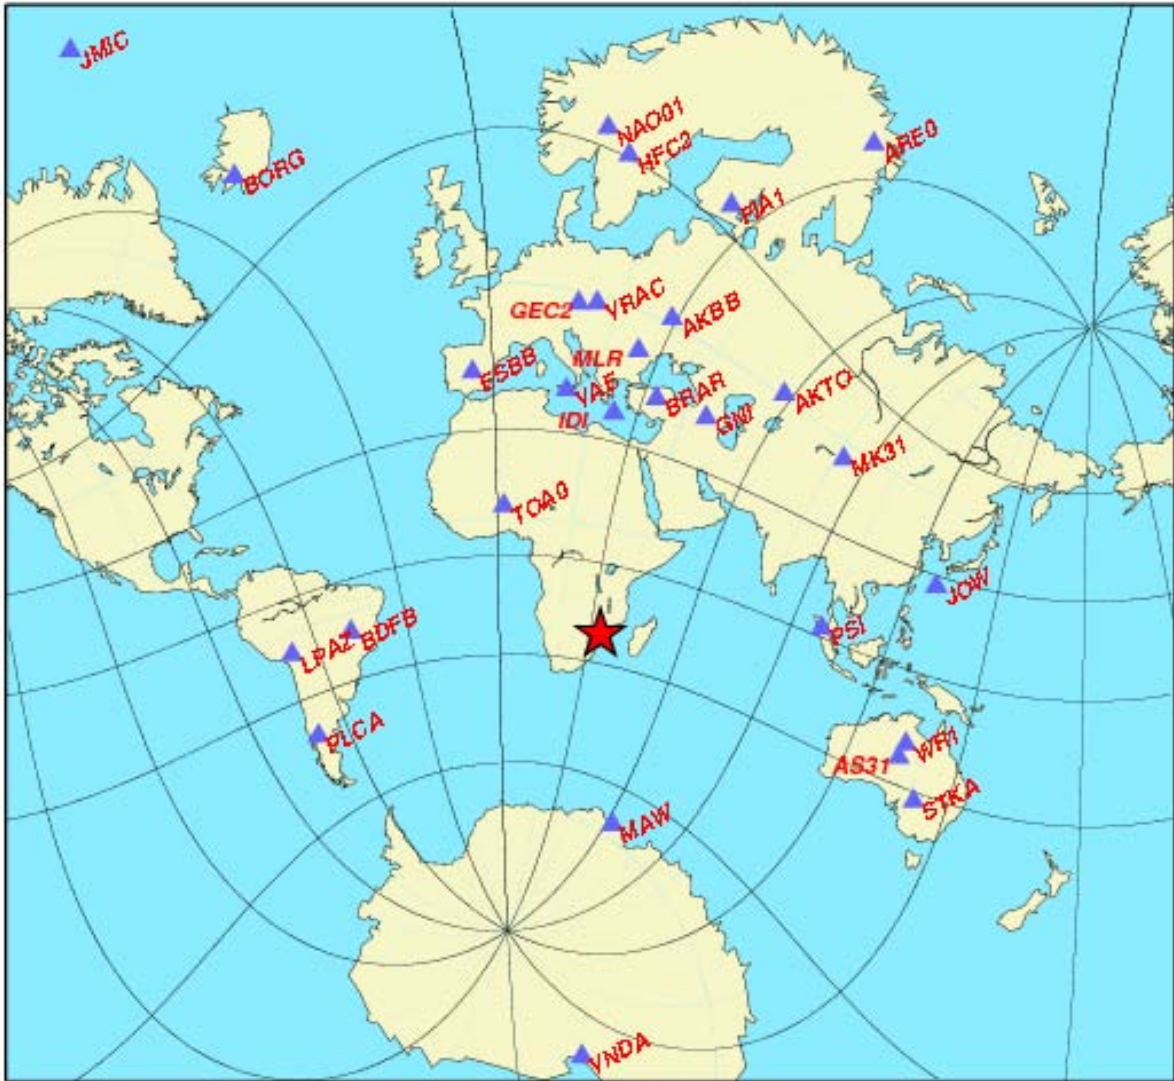 JMIC
NAO01
HFC2
ARE0
BORG
FIA1
GEC2
VRAC
AKBB
MLR
ESBB
VAE
BRAR
AKTO
IDI
GNI
MK31
TOA0
JOW
PSI
LPAZ
BDFB
PLCA
WR1
AS31
STKA
MAW
VNDA